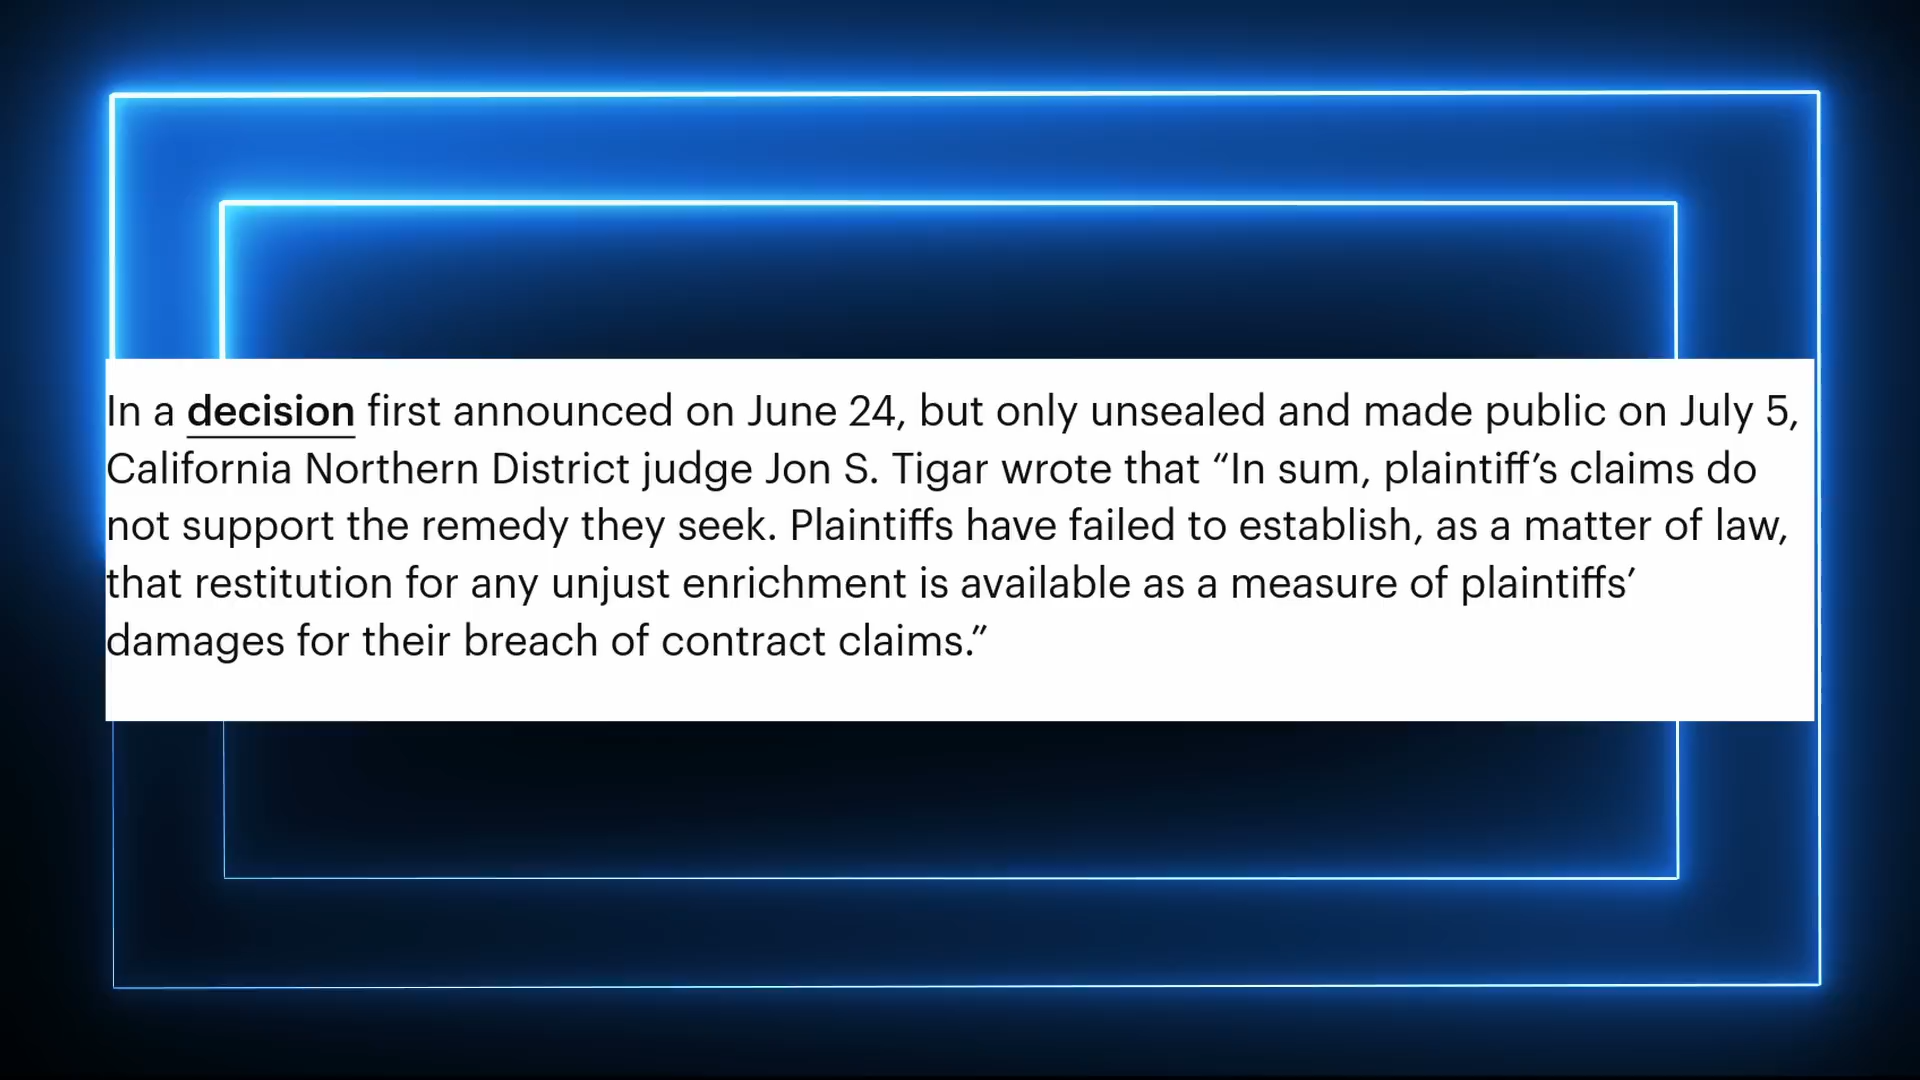 In a decision first announced on June 24, but only unsealed and made public on July 5,
California Northern District judge Jon S. Tigar wrote that “In sum, plaintiff’s claims do
not support the remedy they seek. Plaintiffs have failed to establish, as a matter of law,
that restitution for any unjust enrichment is available as a measure of plaintiffs’
damages for their breach of contract claims.”